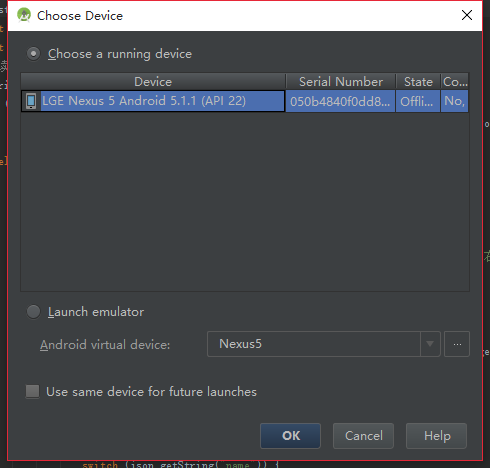 Choose Device
Choose a running device
Device Serial Number State Co...
LGE Nexus 5 Android 5.1.1 (API 22) 050b4840f0dd8... Offli... No,
Launch emulator
Android virtual device: Nexus5 ...
Use same device for future launches
OK Cancel Help
switch (json.getString( name )) {